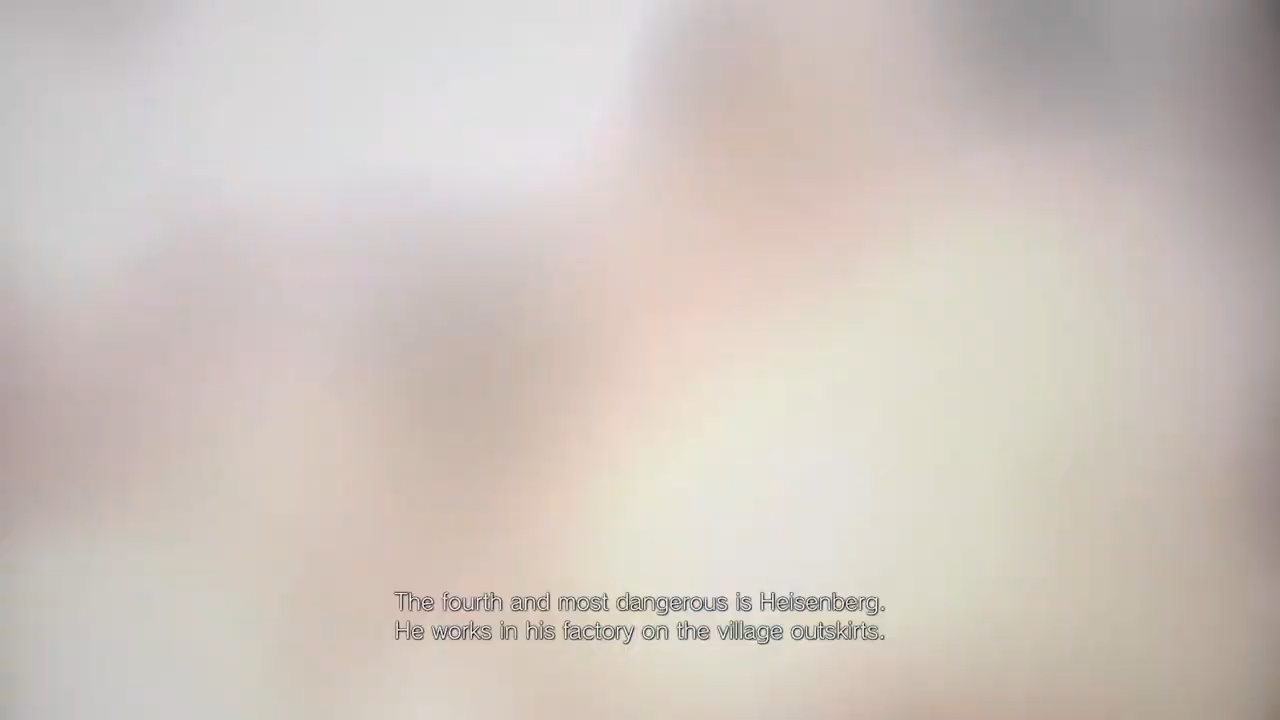 The fourth and most dangerous is Heisenberg.
He works in his factory on the village outskirts.